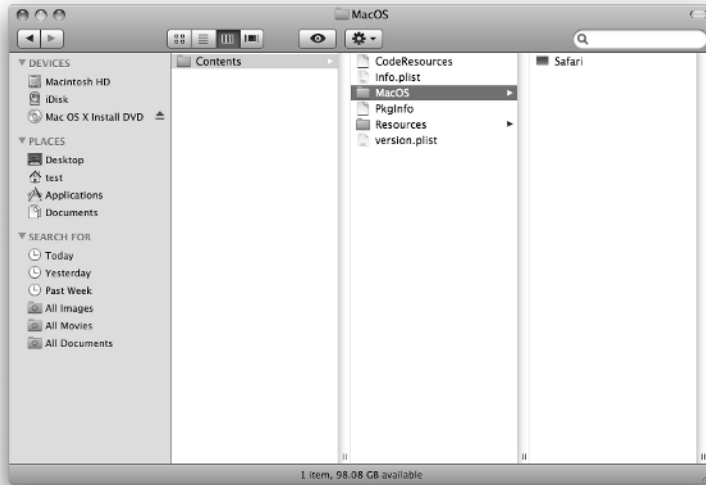 MacOS
DEVICES
Macintosh HD
iDisk
Mac OS X Install DVD
PLACES
Desktop
test
Applications
Documents
SEARCH FOR
Today
Yesterday
Past Week
All Images
All Movies
All Documents
Contents
CodeResources
Info.plist
MacOS
PkgInfo
Resources
version.plist
Safari
1 item, 98.08 GB available